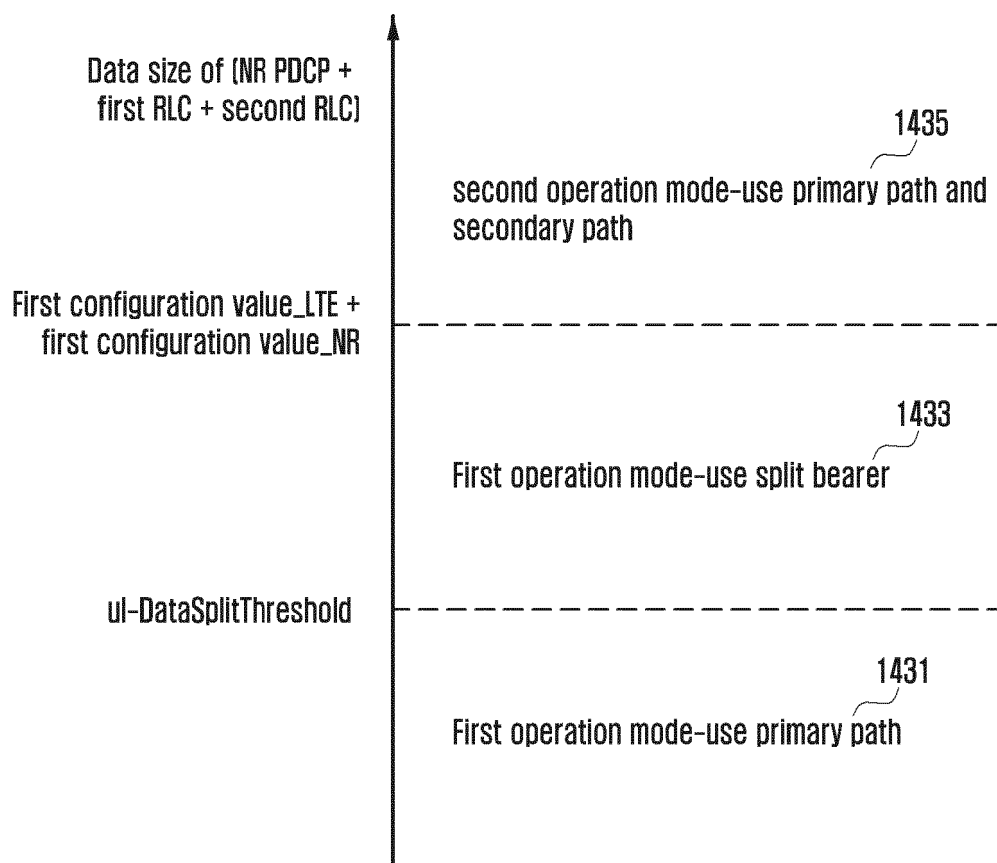 Data size of (NR PDCP +
first RLC + second RLC)
1435
second operation mode-use primary path and
secondary path
First configuration value_LTE +
first configuration value_NR
1433
First operation mode-use split bearer
ul-DataSplitThreshold
1431
First operation mode-use primary path